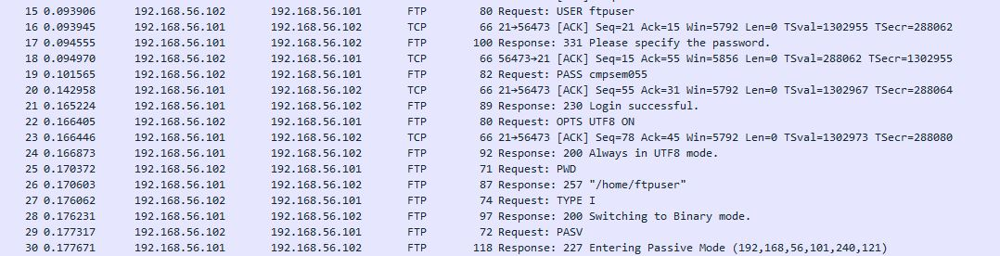 15 0.093906 192.168.56.102 192.168.56.101 FTP 80 Request: USER ftpuser
16 0.093945 192.168.56.101 192.168.56.102 TCP 66 21→56473 [ACK] Seq=21 Ack=15 Win=5792 Len=0 TSval=1302955 TSecr=288062
17 0.094555 192.168.56.101 192.168.56.102 FTP 100 Response: 331 Please specify the password.
18 0.094970 192.168.56.102 192.168.56.101 TCP 66 56473→21 [ACK] Seq=15 Ack=55 Win=5856 Len=0 TSval=288062 TSecr=1302955
19 0.101565 192.168.56.102 192.168.56.101 FTP 82 Request: PASS cmpsem055
20 0.142958 192.168.56.101 192.168.56.102 TCP 66 21→56473 [ACK] Seq=55 Ack=31 Win=5792 Len=0 TSval=1302967 TSecr=288064
21 0.165224 192.168.56.101 192.168.56.102 FTP 89 Response: 230 Login successful.
22 0.166405 192.168.56.102 192.168.56.101 FTP 80 Request: OPTS UTF8 ON
23 0.166446 192.168.56.101 192.168.56.102 TCP 66 21→56473 [ACK] Seq=78 Ack=45 Win=5792 Len=0 TSval=1302973 TSecr=288080
24 0.166873 192.168.56.101 192.168.56.102 FTP 92 Response: 200 Always in UTF8 mode.
25 0.170372 192.168.56.102 192.168.56.101 FTP 71 Request: PWD
26 0.170603 192.168.56.101 192.168.56.102 FTP 87 Response: 257 "/home/ftpuser"
27 0.176062 192.168.56.102 192.168.56.101 FTP 74 Request: TYPE I
28 0.176231 192.168.56.101 192.168.56.102 FTP 97 Response: 200 Switching to Binary mode.
29 0.177317 192.168.56.102 192.168.56.101 FTP 72 Request: PASV
30 0.177671 192.168.56.101 192.168.56.102 FTP 118 Response: 227 Entering Passive Mode (192,168,56,101,240,121)